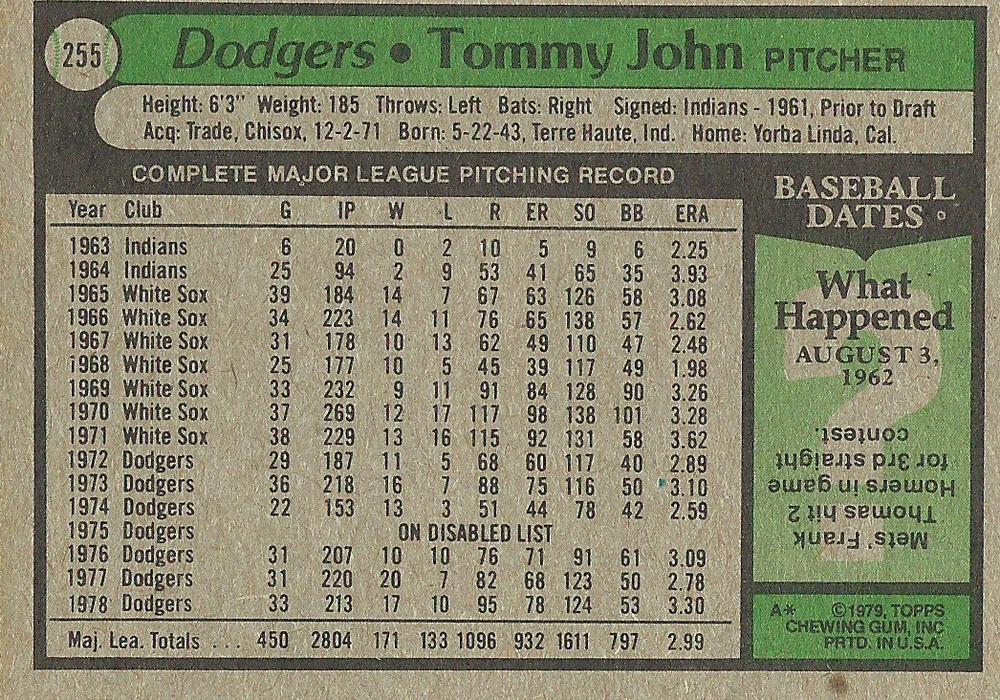 255
Dodgers • Tommy John PITCHER
Height: 6'3" Weight: 185 Throws: Left Bats: Right Signed: Indians - 1961, Prior to Draft
Acq: Trade, Chisox, 12-2-71 Born: 5-22-43, Terre Haute, Ind. Home: Yorba Linda, Cal.
COMPLETE MAJOR LEAGUE PITCHING RECORD
Year Club G IP W L R ER SO BB ERA
1963 Indians 6 20 0 2 10 5 9 6 2.25
1964 Indians 25 94 2 9 53 41 65 35 3.93
1965 White Sox 39 184 14 7 67 63 126 58 3.08
1966 White Sox 34 223 14 11 76 65 138 57 2.62
1967 White Sox 31 178 10 13 62 49 110 47 2.48
1968 White Sox 25 177 10 5 45 39 117 49 1.98
1969 White Sox 33 232 9 11 91 84 128 90 3.26
1970 White Sox 37 269 12 17 117 98 138 101 3.28
1971 White Sox 38 229 13 16 115 92 131 58 3.62
1972 Dodgers 29 187 11 5 68 60 117 40 2.89
1973 Dodgers 36 218 16 7 88 75 116 50 3.10
1974 Dodgers 22 153 13 3 51 44 78 42 2.59
1975 Dodgers ON DISABLED LIST
1976 Dodgers 31 207 10 10 76 71 91 61 3.09
1977 Dodgers 31 220 20 7 82 68 123 50 2.78
1978 Dodgers 33 213 17 10 95 78 124 53 3.30
Maj. Lea. Totals . . . 450 2804 171 133 1096 932 1611 797 2.99
BASEBALL
DATES
What
Happened
AUGUST 3,
1962
?
Mets' Frank
Thomas hit 2
Homers in game
for 3rd straight
contest.
A* ©1979, TOPPS
CHEWING GUM, INC
PRTD. IN U.S.A.